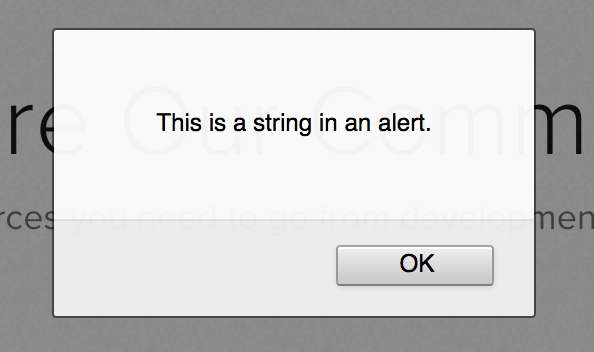 re Our Comm
This is a string in an alert.
rces you need to go from developmen
OK